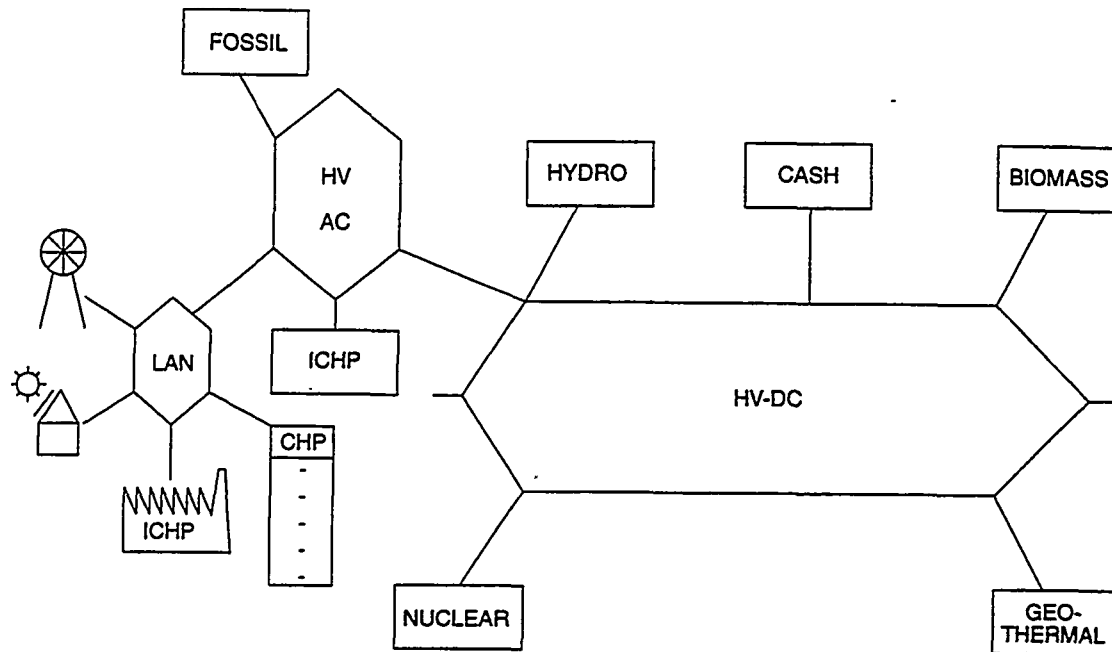 FOSSIL
HV
AC
HYDRO
CASH
BIOMASS
LAN
ICHP
HV-DC
CHP
ICHP
NUCLEAR
GEO-
THERMAL